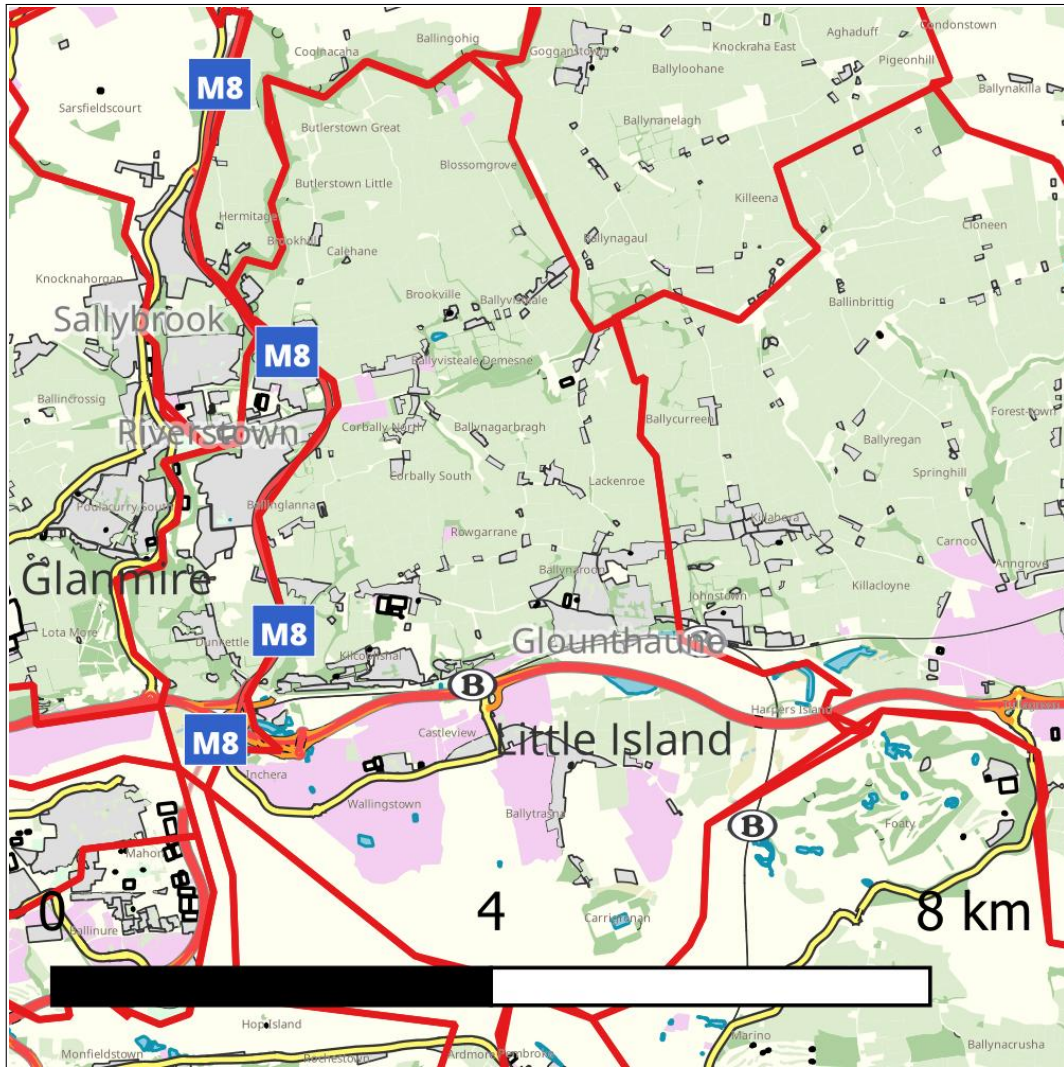 Condonstown
Ballingohig
Aghaduff
Coolnacaha
Gogganstown
Knockraha East
Pigeonhill
Ballyloohane
M8
Ballynakilla
Sarsfieldscourt
Ballynanelagh
Butlerstown Great
Blossomgrove
Butlerstown Little
Killeena
Hermitage
Cloneen
Brookhill
Ballynagaul
Calehane
Knocknahorgan
Brookville
Ballyvisteale
Ballinbrittig
Sallybrook
M8
Ballyvisteale Demesne
Ballincrossig
Forest-town
Ballycurreen
Corbally North
Ballynagarbragh
Riverstown
Ballyregan
Corbally South
Springhill
Lackenroe
Poulacurry South
Ballinglanna
Killahora
Rowgarrane
Carnoo
Anngrove
Ballynaroon
Glanmire
Killacloyne
Johnstown
M8
Lota More
Dunkettle
Glounthaune
Kilcoolishal
B
Harpers Island
Castleview
M8
Little Island
Inchera
Wallingstown
Ballytrasna
B
Foaty
Mahon
0
4
8 km
Carrigrenan
Ballinure
Hop Island
Marino
Monfieldstown
Rochestown
Ardmore
Pembroke
Ballynacrusha